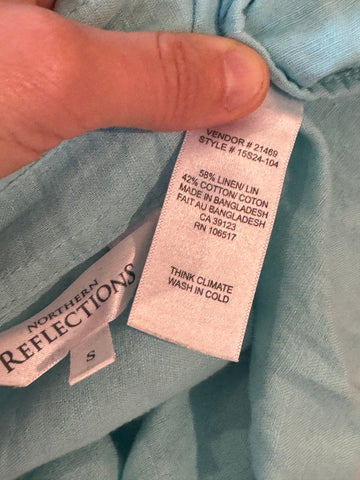 VENDOR # 21469
STYLE # 15S24-104
58% LINEN/LIN
42% COTTON/COTON
MADE IN BANGLADESH
FAIT AU BANGLADESH
CA 39123
RN 106517
THINK CLIMATE
WASH IN COLD
NORTHERN
REFLECTIONS
S